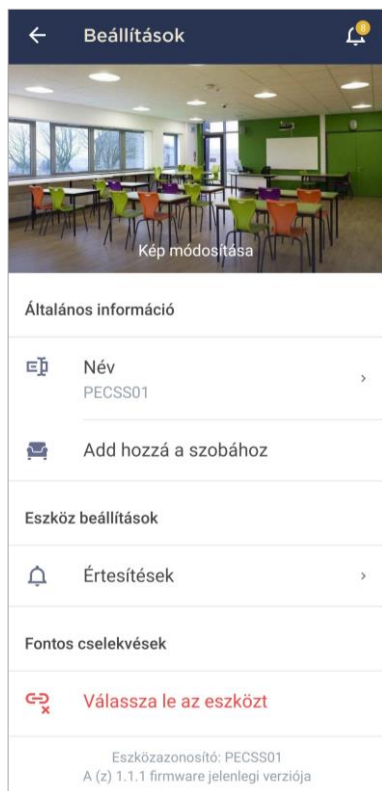 Beállítások
8
Kép módosítása
Általános információ
Név
PECSS01
Add hozzá a szobához
Eszköz beállítások
Értesítések
Fontos cselekvések
Válassza le az eszközt
Eszközazonosító: PECSS01
A (z) 1.1.1 firmware jelenlegi verziója